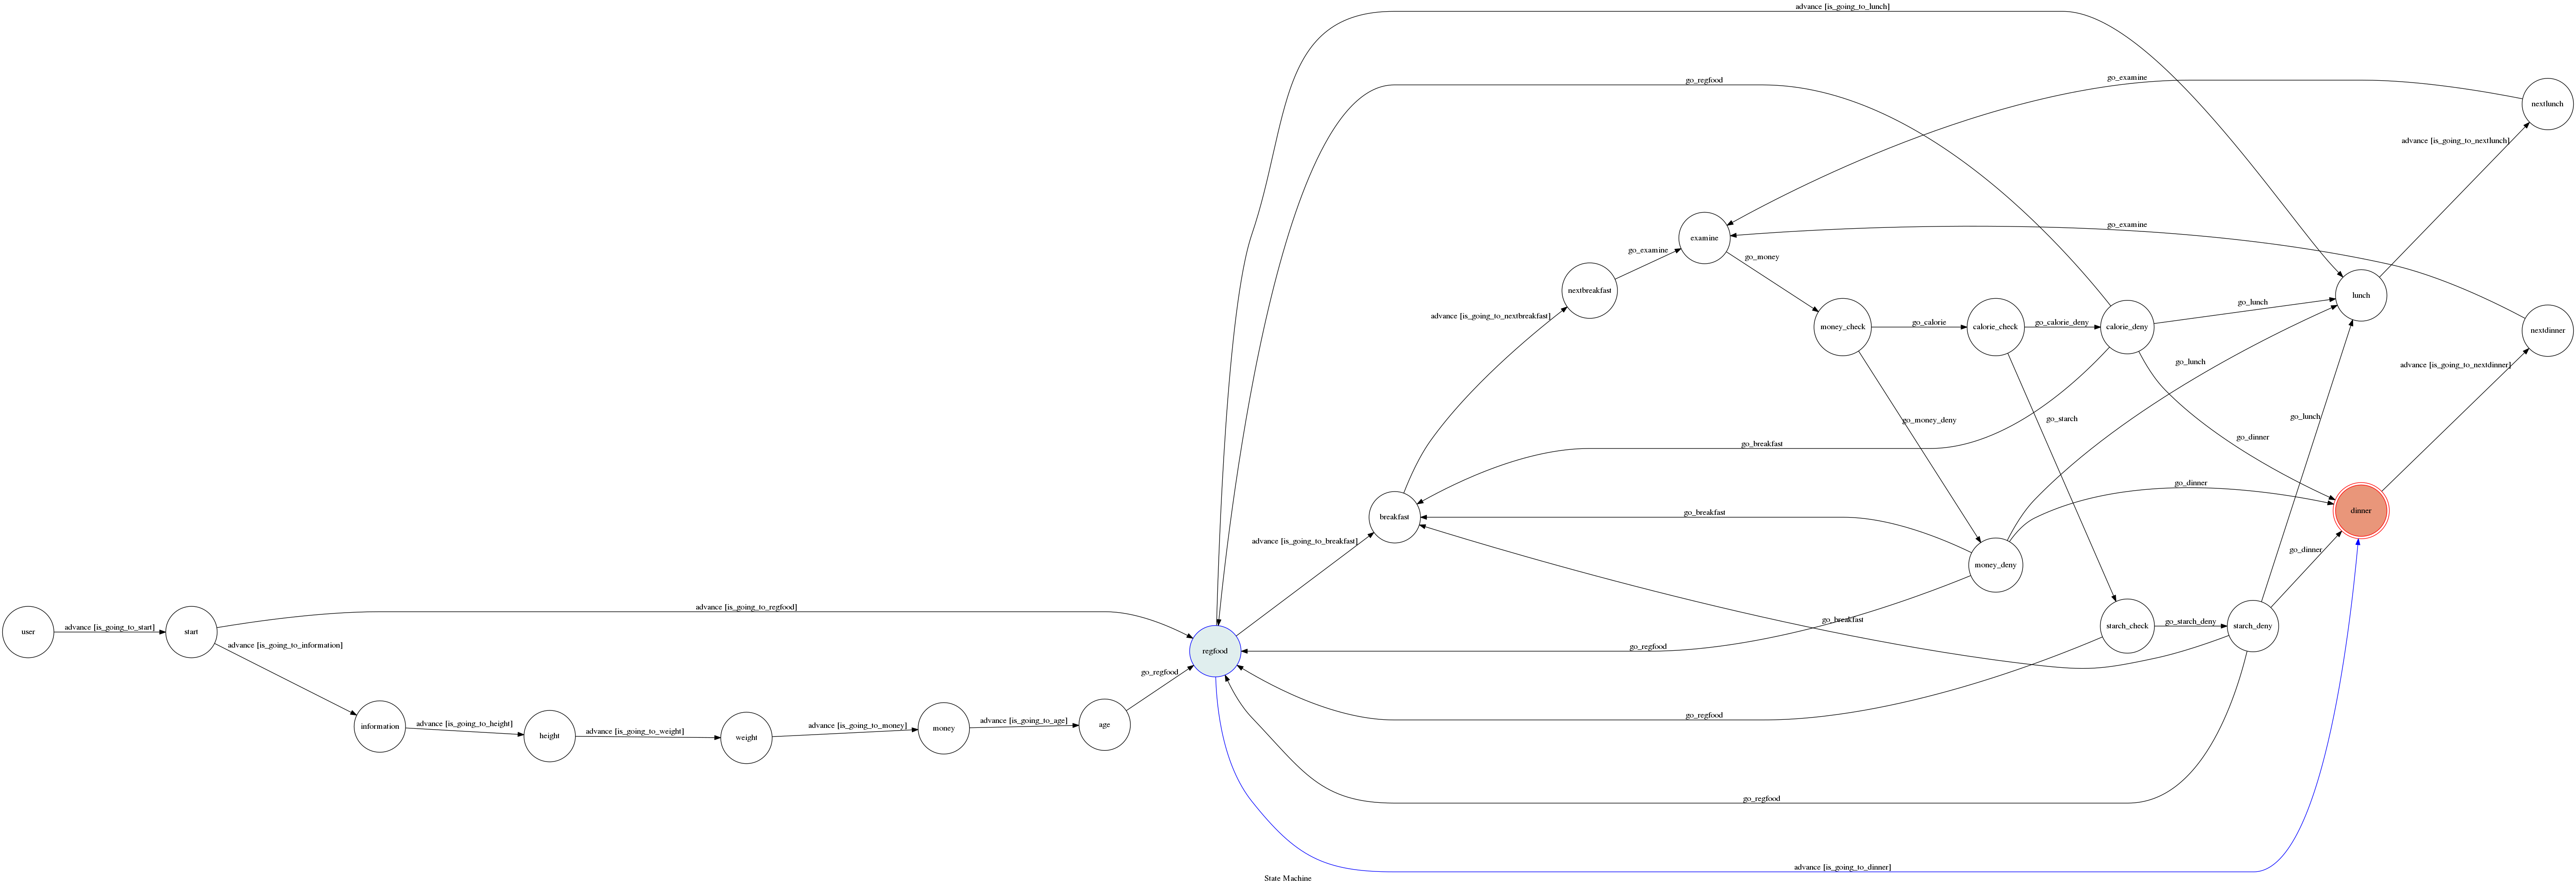 advance [is_going_to_lunch]
go_regfood
go_examine
nextlunch
advance [is_going_to_nextlunch]
go_examine
examine
go_examine
go_money
nextbreakfast
lunch
go_lunch
advance [is_going_to_nextbreakfast]
money_check
go_calorie
calorie_check
go_calorie_deny
calorie_deny
nextdinner
go_lunch
advance [is_going_to_nextdinner]
go_money_deny
go_starch
go_lunch
go_breakfast
go_dinner
go_dinner
dinner
breakfast
go_breakfast
advance [is_going_to_breakfast]
go_dinner
money_deny
advance [is_going_to_regfood]
go_breakfast
go_starch_deny
user
advance [is_going_to_start]
start
starch_check
starch_deny
advance [is_going_to_information]
regfood
go_regfood
go_regfood
go_regfood
information
advance [is_going_to_height]
height
advance [is_going_to_weight]
weight
advance [is_going_to_money]
money
advance [is_going_to_age]
age
go_regfood
advance [is_going_to_dinner]
State Machine